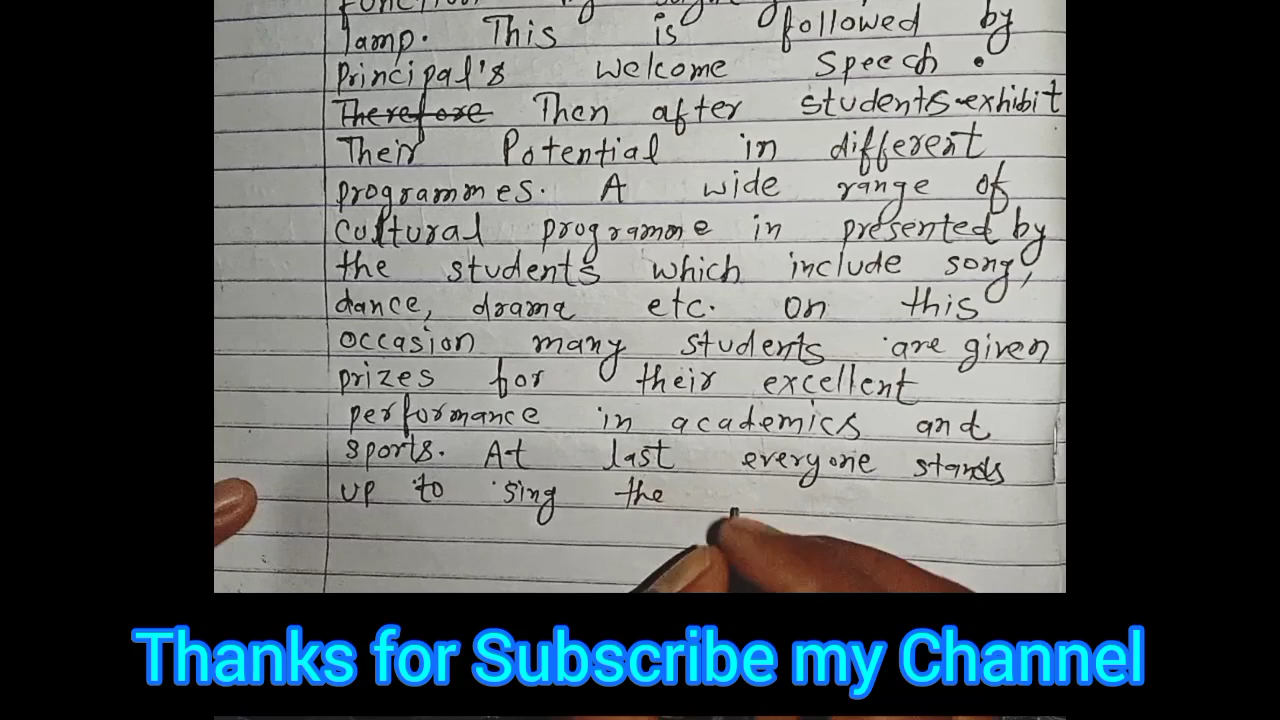 lamp. This is followed by
principal's welcome speech.
Therefore Then after students exhibit
Their Potential in different
programmes. A wide range of
cultural programme in presented by
the students which include song,
dance, drama etc. on this
occasion many students are given
prizes for their excellent
performance in academics and
sports. At last everyone stands
up to sing the
Thanks for Subscribe my Channel